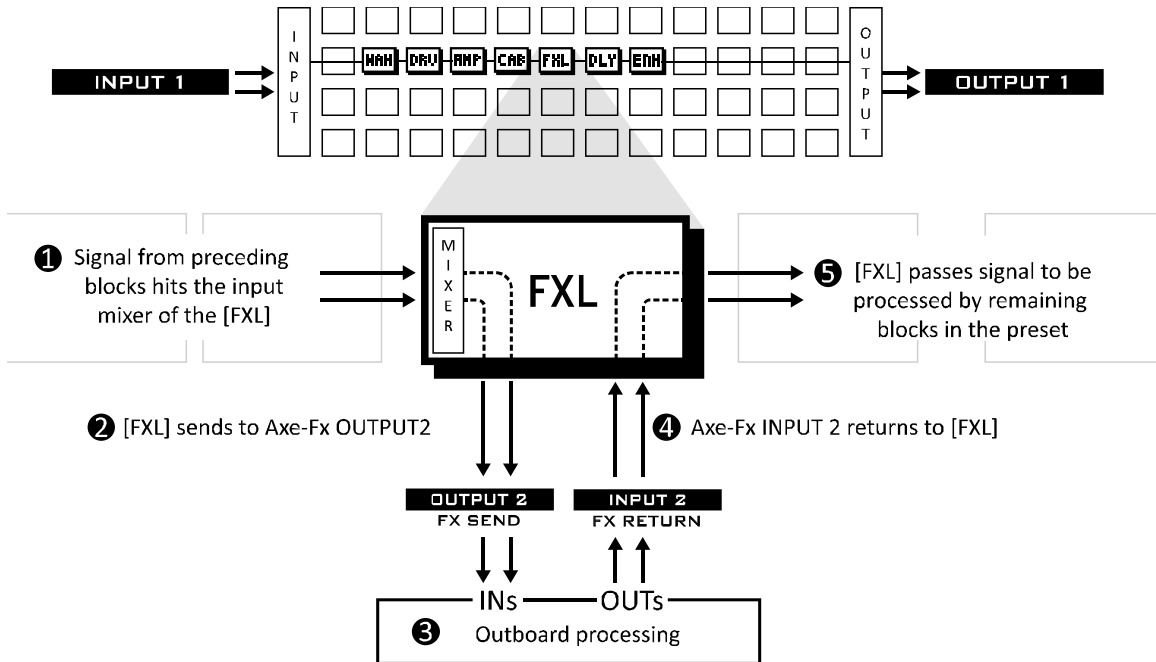 INPUT
WAH DRV AMP CAB FXL DLY ENH
OUTPUT
INPUT 1
OUTPUT 1
❶ Signal from preceding
blocks hits the input
mixer of the [FXL]
MIXER
FXL
❺ [FXL] passes signal to be
processed by remaining
blocks in the preset
❷ [FXL] sends to Axe-Fx OUTPUT2
❹ Axe-Fx INPUT 2 returns to [FXL]
OUTPUT 2
FX SEND
INPUT 2
FX RETURN
INs OUTs
❸ Outboard processing